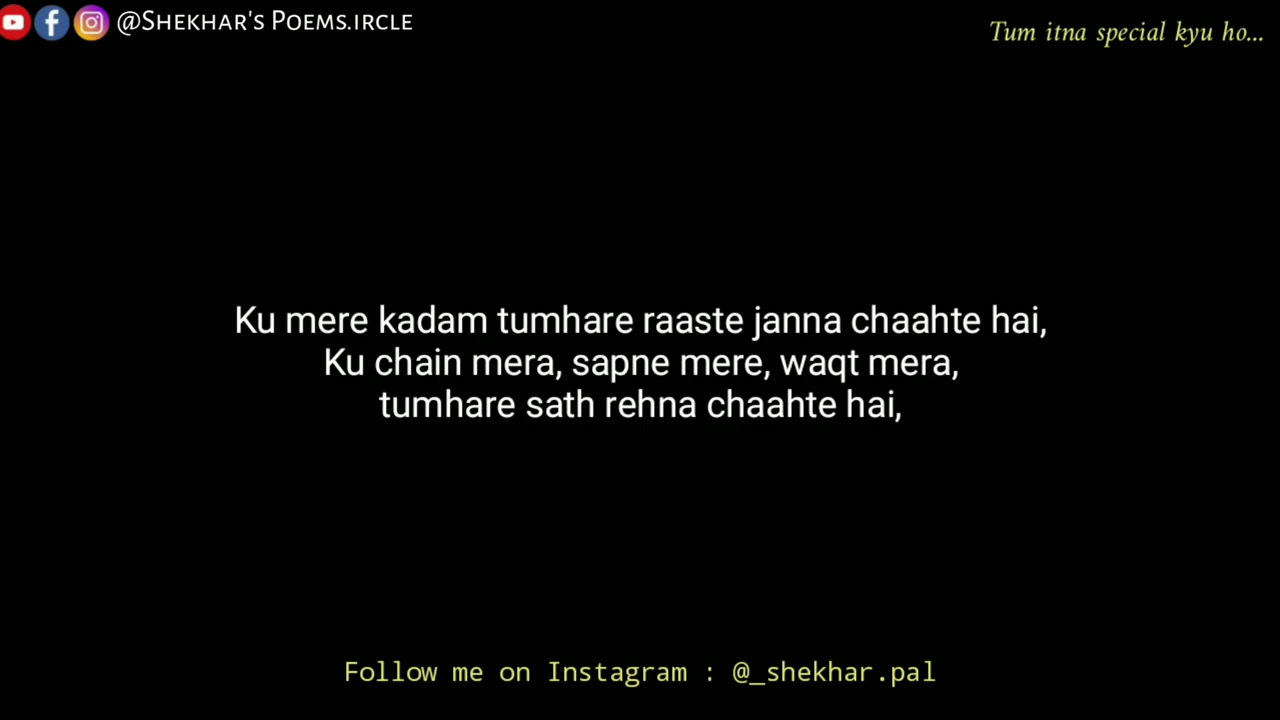 @Shekhar's Poems.ircle
Tum itna special kyu ho...
Ku mere kadam tumhare raaste janna chaahte hai,
Ku chain mera, sapne mere, waqt mera,
tumhare sath rehna chaahte hai,
Follow me on Instagram : @_shekhar.pal